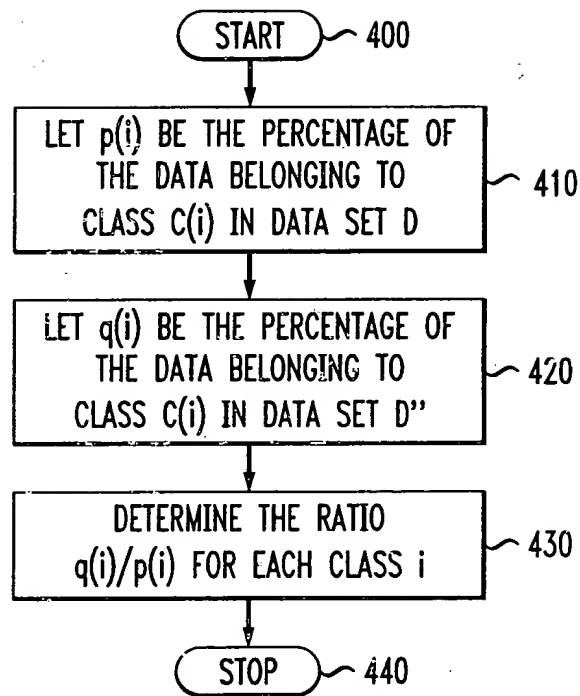 START 400
LET p(i) BE THE PERCENTAGE OF
THE DATA BELONGING TO
CLASS C(i) IN DATA SET D
410
LET q(i) BE THE PERCENTAGE OF
THE DATA BELONGING TO
CLASS C(i) IN DATA SET D''
420
DETERMINE THE RATIO
q(i)/p(i) FOR EACH CLASS i
430
STOP 440